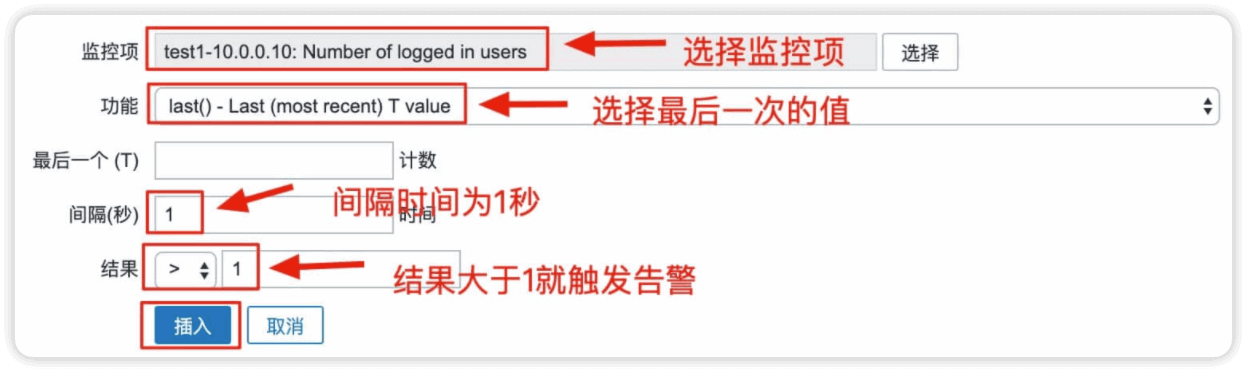 监控项 test1-10.0.0.10: Number of logged in users 选择监控项 选择
功能 last() - Last (most recent) T value 选择最后一次的值
最后一个 (T) 计数
间隔(秒) 1 间隔时间为1秒 时间
结果 > 1 结果大于1就触发告警
插入 取消